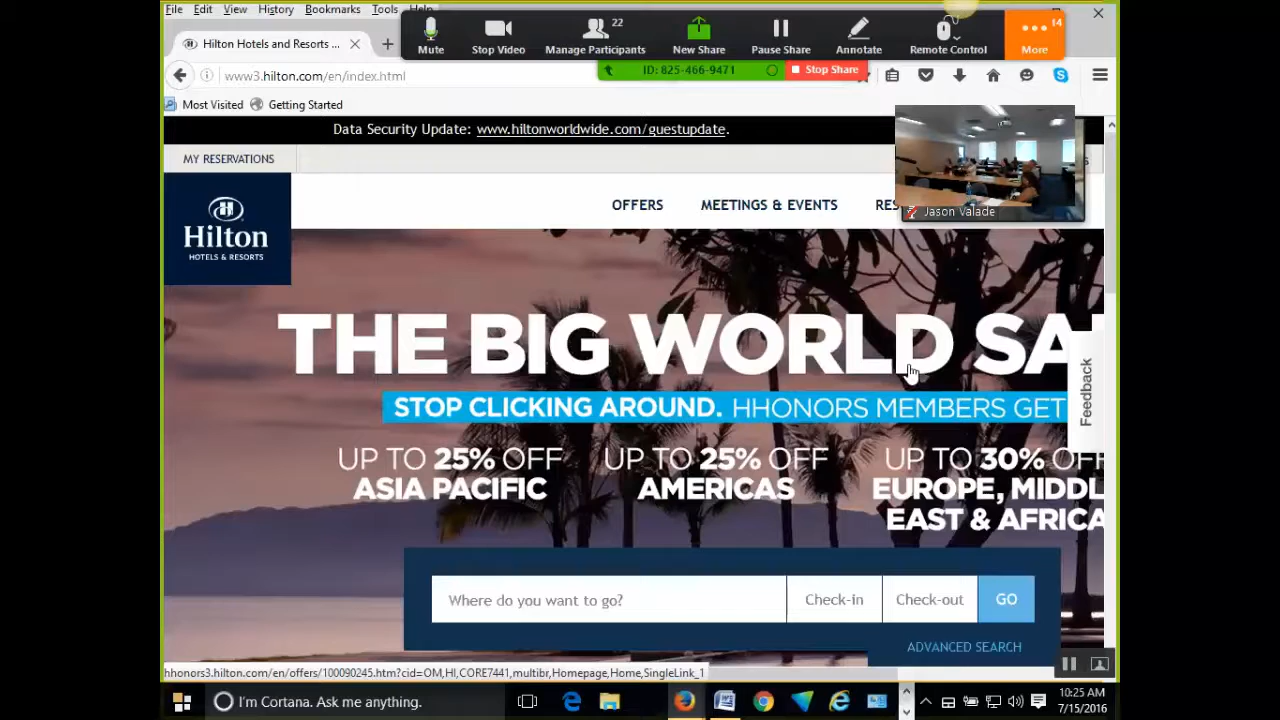 File Edit View History Bookmarks Tools Help
Mute Stop Video Manage Participants 22 New Share Pause Share Annotate Remote Control More 14
Hilton Hotels and Resorts ...
ID: 825-466-9471 Stop Share
www3.hilton.com/en/index.html
Most Visited Getting Started
Data Security Update: www.hiltonworldwide.com/guestupdate.
MY RESERVATIONS
Jason Valade
OFFERS MEETINGS & EVENTS RES
Hilton
HOTELS & RESORTS
THE BIG WORLD SA
STOP CLICKING AROUND. HHONORS MEMBERS GET
Feedback
UP TO 25% OFF
ASIA PACIFIC
UP TO 25% OFF
AMERICAS
UP TO 30% OFF
EUROPE, MIDDL
EAST & AFRICA
Where do you want to go? Check-in Check-out GO
ADVANCED SEARCH
hhonors3.hilton.com/en/offers/100090245.htm?cid=OM,HI,CORE7441,multibr,Homepage,Home,SingleLink_1
I'm Cortana. Ask me anything.
10:25 AM
7/15/2016